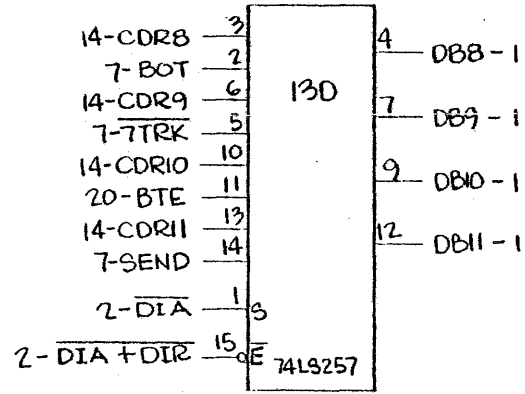 14-CDR8 3
7-BOT 2
14-CDR9 6
7-7TRK 5
14-CDR10 10
20-BTE 11
14-CDR11 13
7-SEND 14
2-DIA 1 S
2-DIA+DIR 15 E
13D
74LS257
4 DB8-1
7 DB9-1
9 DB10-1
12 DB11-1